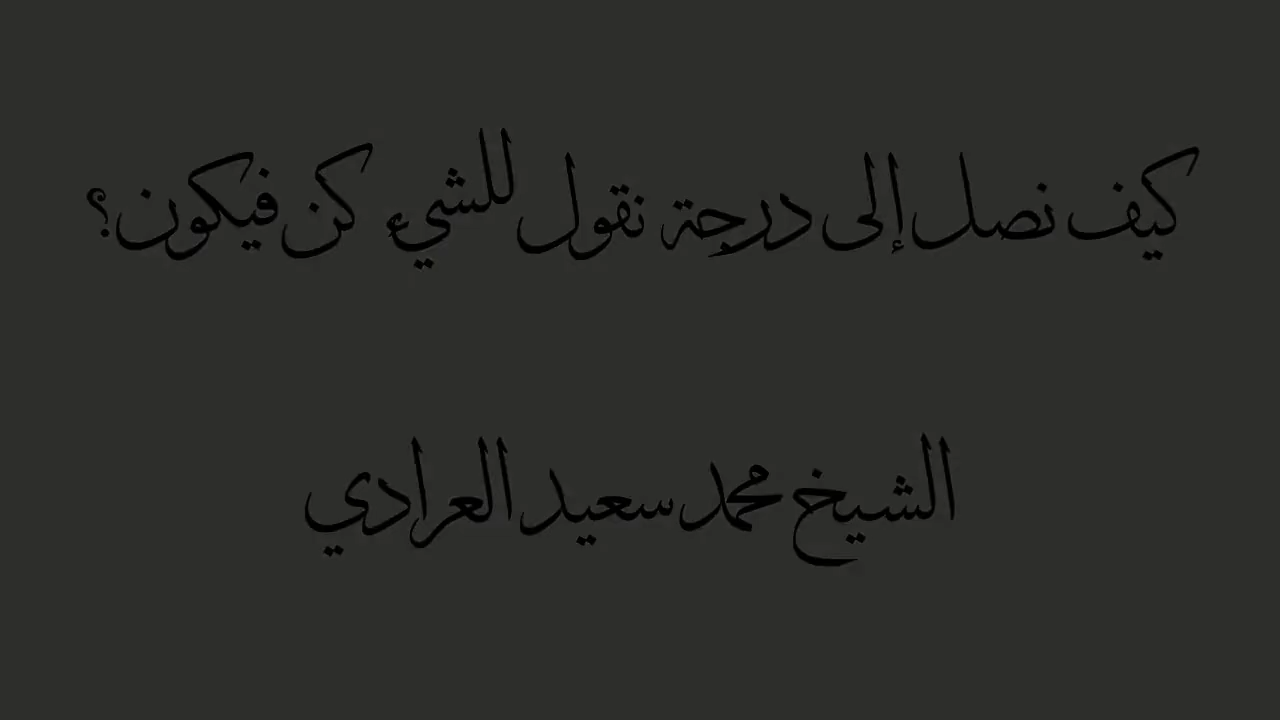 كيف نصل إلى درجة نقول للشيء كن فيكون؟
الشيخ محمد سعيد العرادي